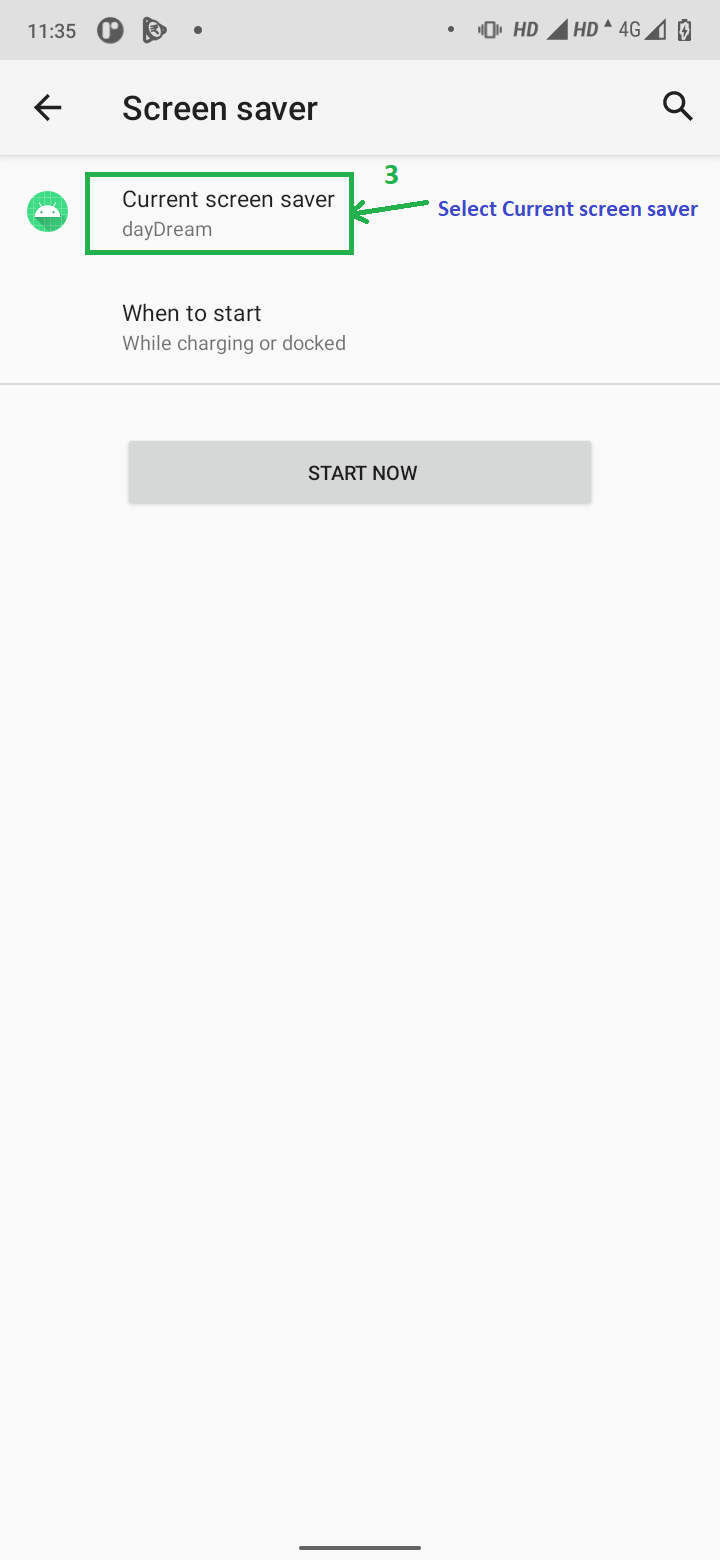 11:35 HD HD 4G
Screen saver
3
Current screen saver
Select Current screen saver
dayDream
When to start
While charging or docked
START NOW